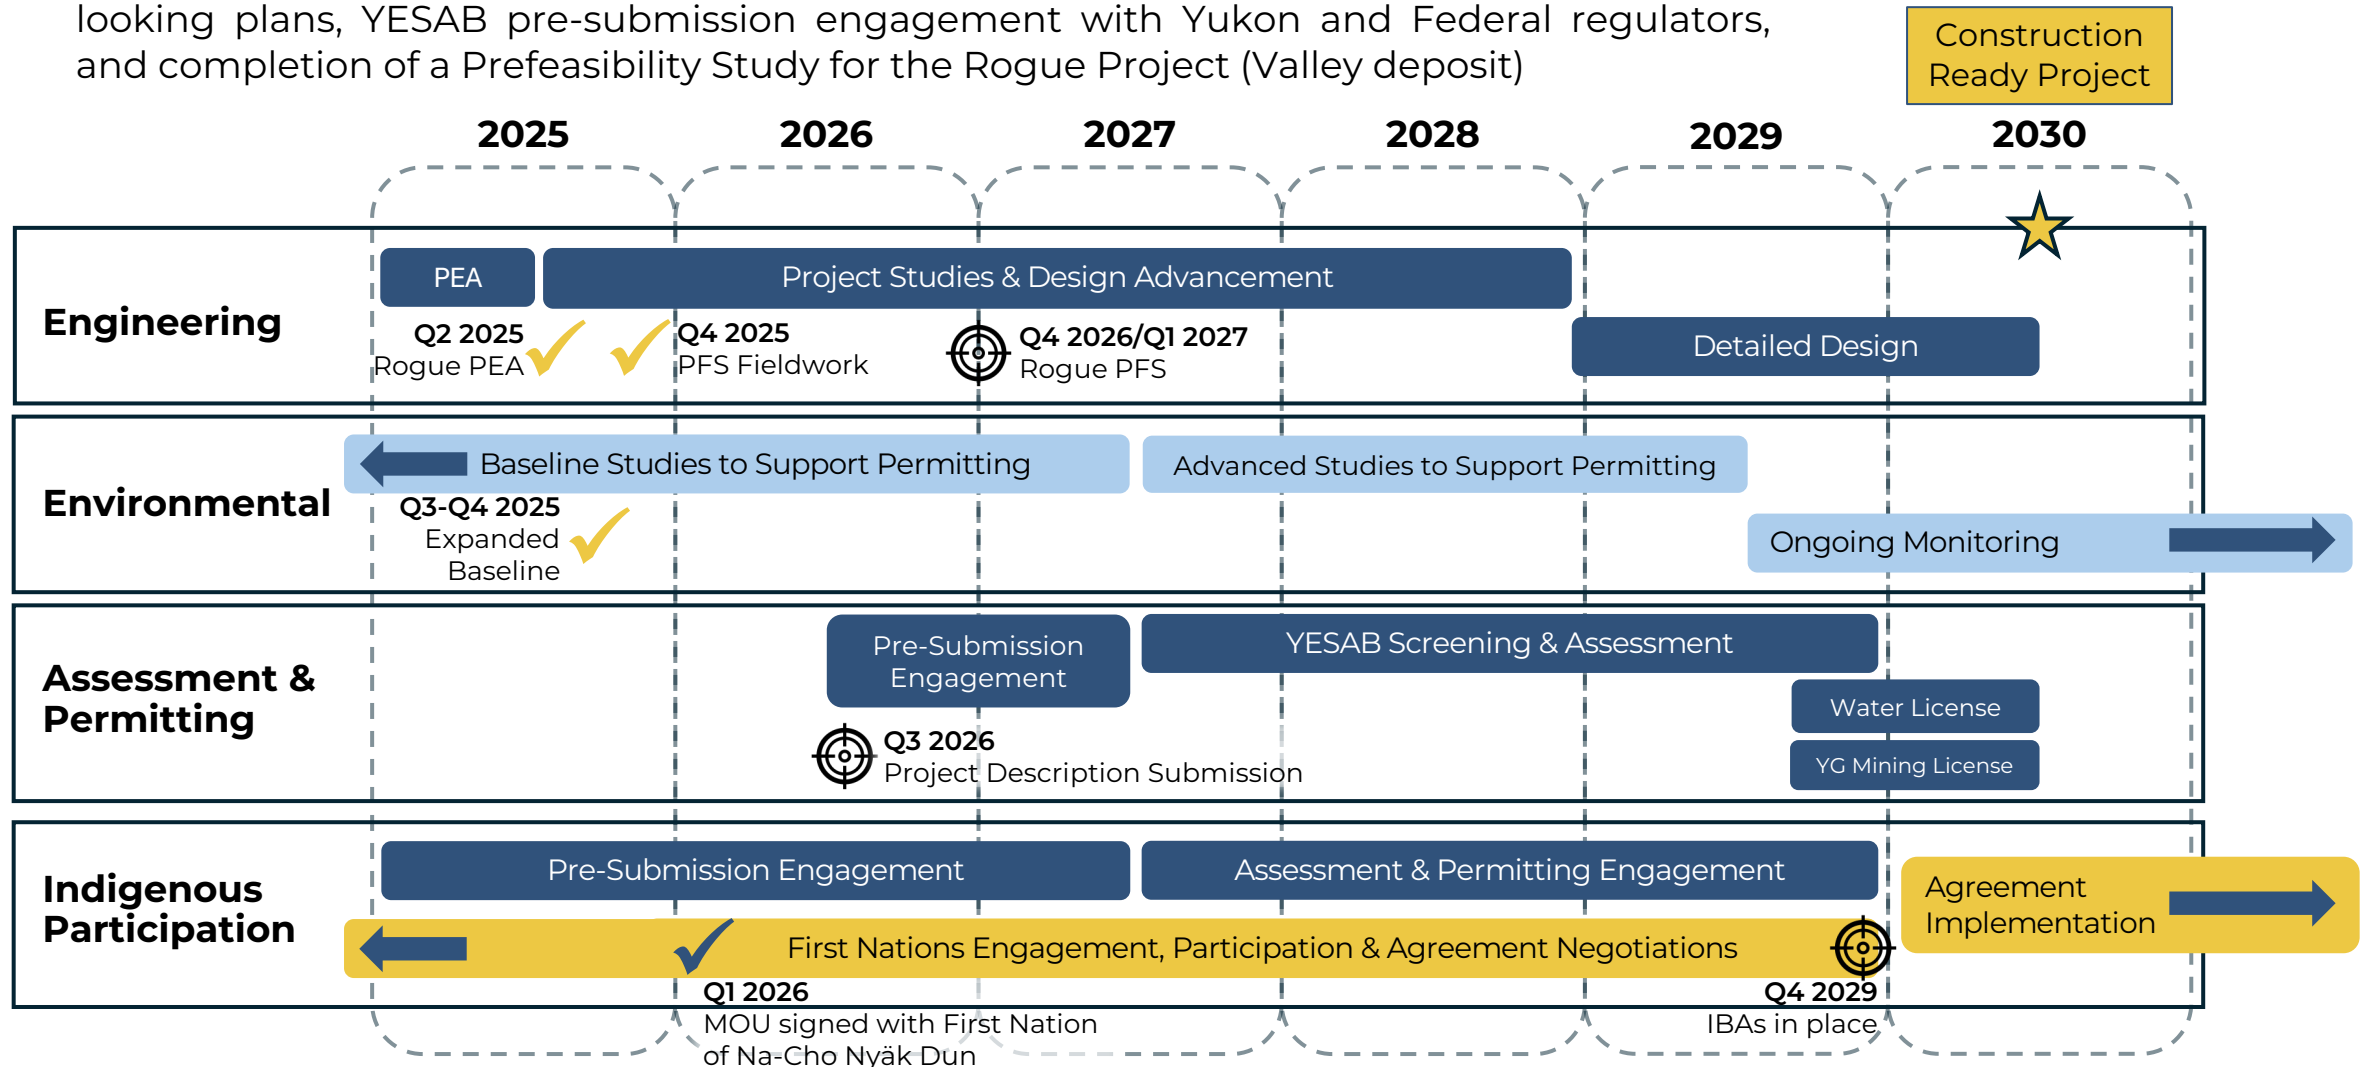 looking plans, YESAB pre-submission engagement with Yukon and Federal regulators,
and completion of a Prefeasibility Study for the Rogue Project (Valley deposit)
Construction
Ready Project
2025
2026
2027
2028
2029
2030
Engineering
PEA
Project Studies & Design Advancement
Q2 2025
Rogue PEA
Q4 2025
PFS Fieldwork
Q4 2026/Q1 2027
Rogue PFS
Detailed Design
Environmental
Baseline Studies to Support Permitting
Advanced Studies to Support Permitting
Q3-Q4 2025
Expanded
Baseline
Ongoing Monitoring
Assessment &
Permitting
Pre-Submission
Engagement
YESAB Screening & Assessment
Water License
YG Mining License
Q3 2026
Project Description Submission
Indigenous
Participation
Pre-Submission Engagement
Assessment & Permitting Engagement
Agreement
Implementation
First Nations Engagement, Participation & Agreement Negotiations
Q1 2026
MOU signed with First Nation
of Na-Cho Nyäk Dun
Q4 2029
IBAs in place